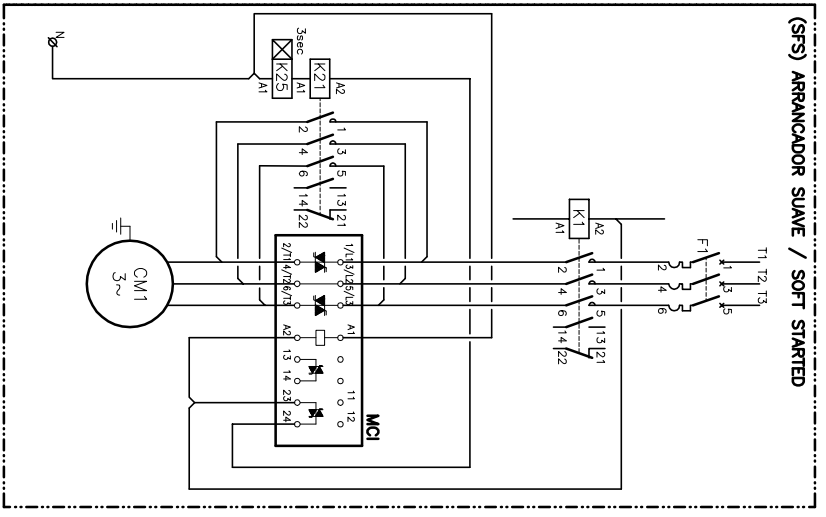 (SFS) ARRANCADOR SUAVE / SOFT STARTED
T1 T2 T3
F1 1 3 5
2 4 6
A2 1 3 5 13 21
K1
A1 2 4 6 14 22
MCI
A2 1 3 5 13 21
K21
A1 2 4 6 14 22
3sec
A1
K25
A1
1/L1 3/L2 5/L3 A1 11 12
2/T1 4/T2 6/T3 A2 13 14 23 24
N
CM1
3~